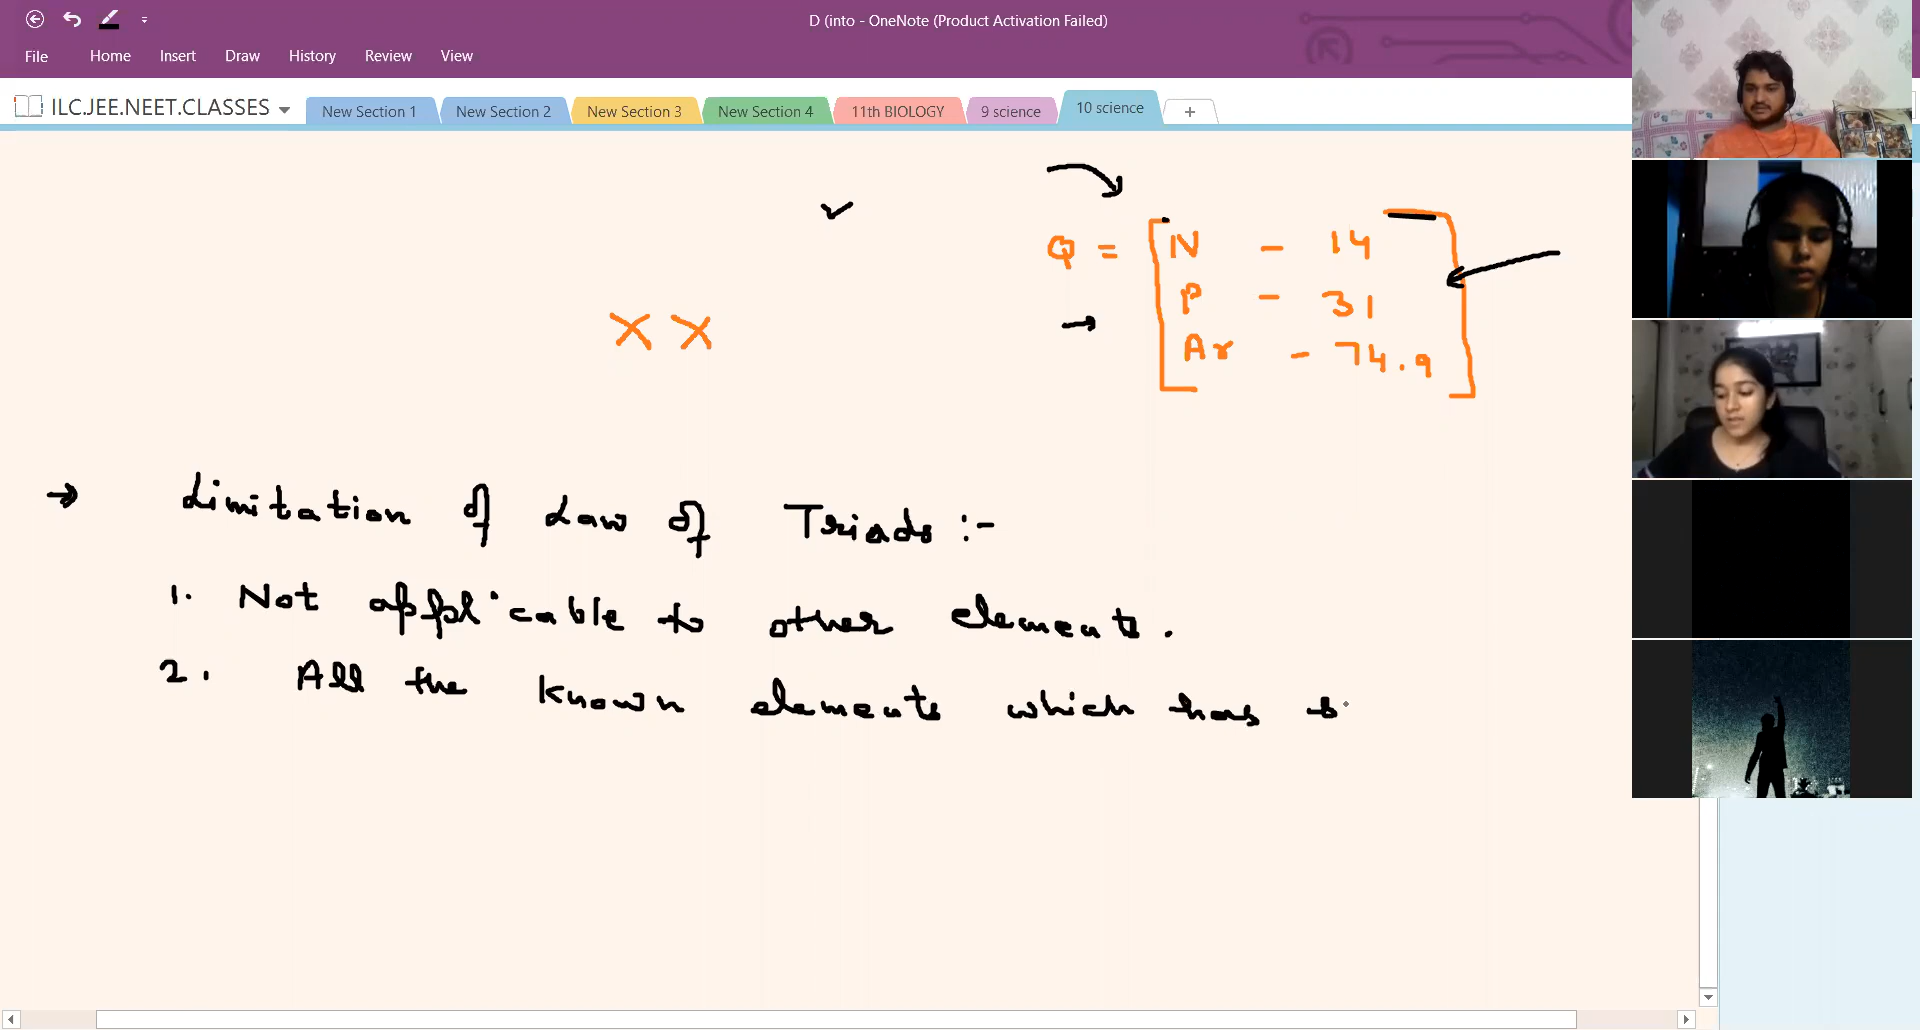 D (into - OneNote (Product Activation Failed)
File Home Insert Draw History Review View
ILC.JEE.NEET.CLASSES New Section 1 New Section 2 New Section 3 New Section 4 11th BIOLOGY 9 science 10 science +
Q = N - 14
P - 31
Ar - 74.9
XX
→ Limitation of Law of Triads :-
1. Not applicable to other elements.
2. All the known elements which has b